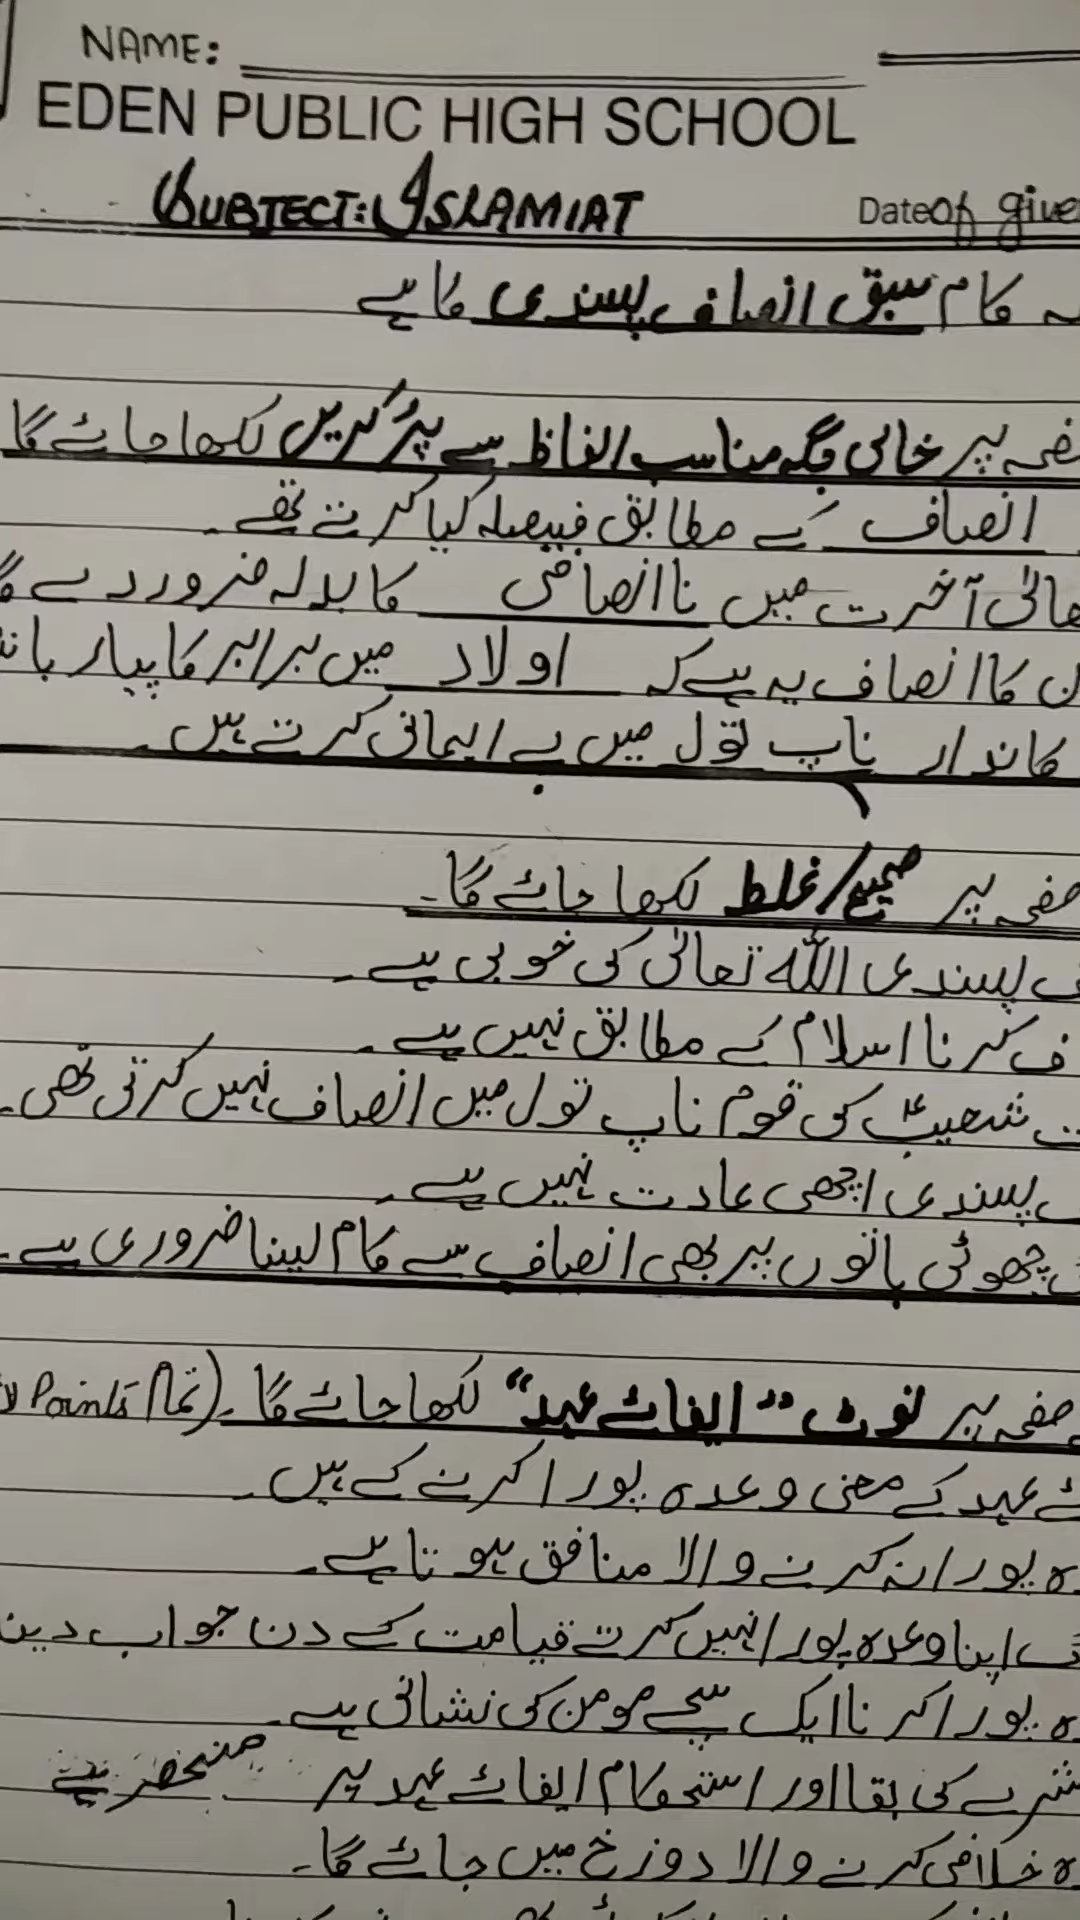 NAME:
EDEN PUBLIC HIGH SCHOOL
SUBJECT: ISLAMIAT
Date of give
کام سبق انصاف پسندی کا ہے
پر خالی جگہ مناسب الفاظ سے پُر کریں لکھا جائے گا
انصاف کے مطابق فیصلہ کیا کرتے تھے۔
آخرت میں ناانصافی کا بدلہ ضرور دے
کا انصاف یہ ہے کہ اولاد میں برابر کا پیار
ناپ تول میں بے ایمانی کرتے ہیں۔
پر صحیح/غلط لکھا جائے گا۔
پسندی اللہ تعالیٰ کی خوبی ہے۔
کرنا اسلام کے مطابق نہیں ہے۔
شعیبؑ کی قوم ناپ تول میں انصاف نہیں کرتی تھی۔
پسندی اچھی عادت نہیں ہے۔
چھوٹی باتوں پر بھی انصاف سے کام لینا ضروری ہے۔
صفحہ پر نوٹ "ایفائے عہد" لکھا جائے گا۔ (تمام Points
عہد کے معنی وعدہ پورا کرنے کے ہیں۔
پورا نہ کرنے والا منافق ہوتا ہے۔
اپنا وعدہ پورا نہیں کرتے قیامت کے دن جواب
پورا کرنا ایک سچے مومن کی نشانی ہے۔
کی بقا اور استحکام ایفائے عہد پر منحصر ہے
خلافی کرنے والا دوزخ میں جائے گا۔